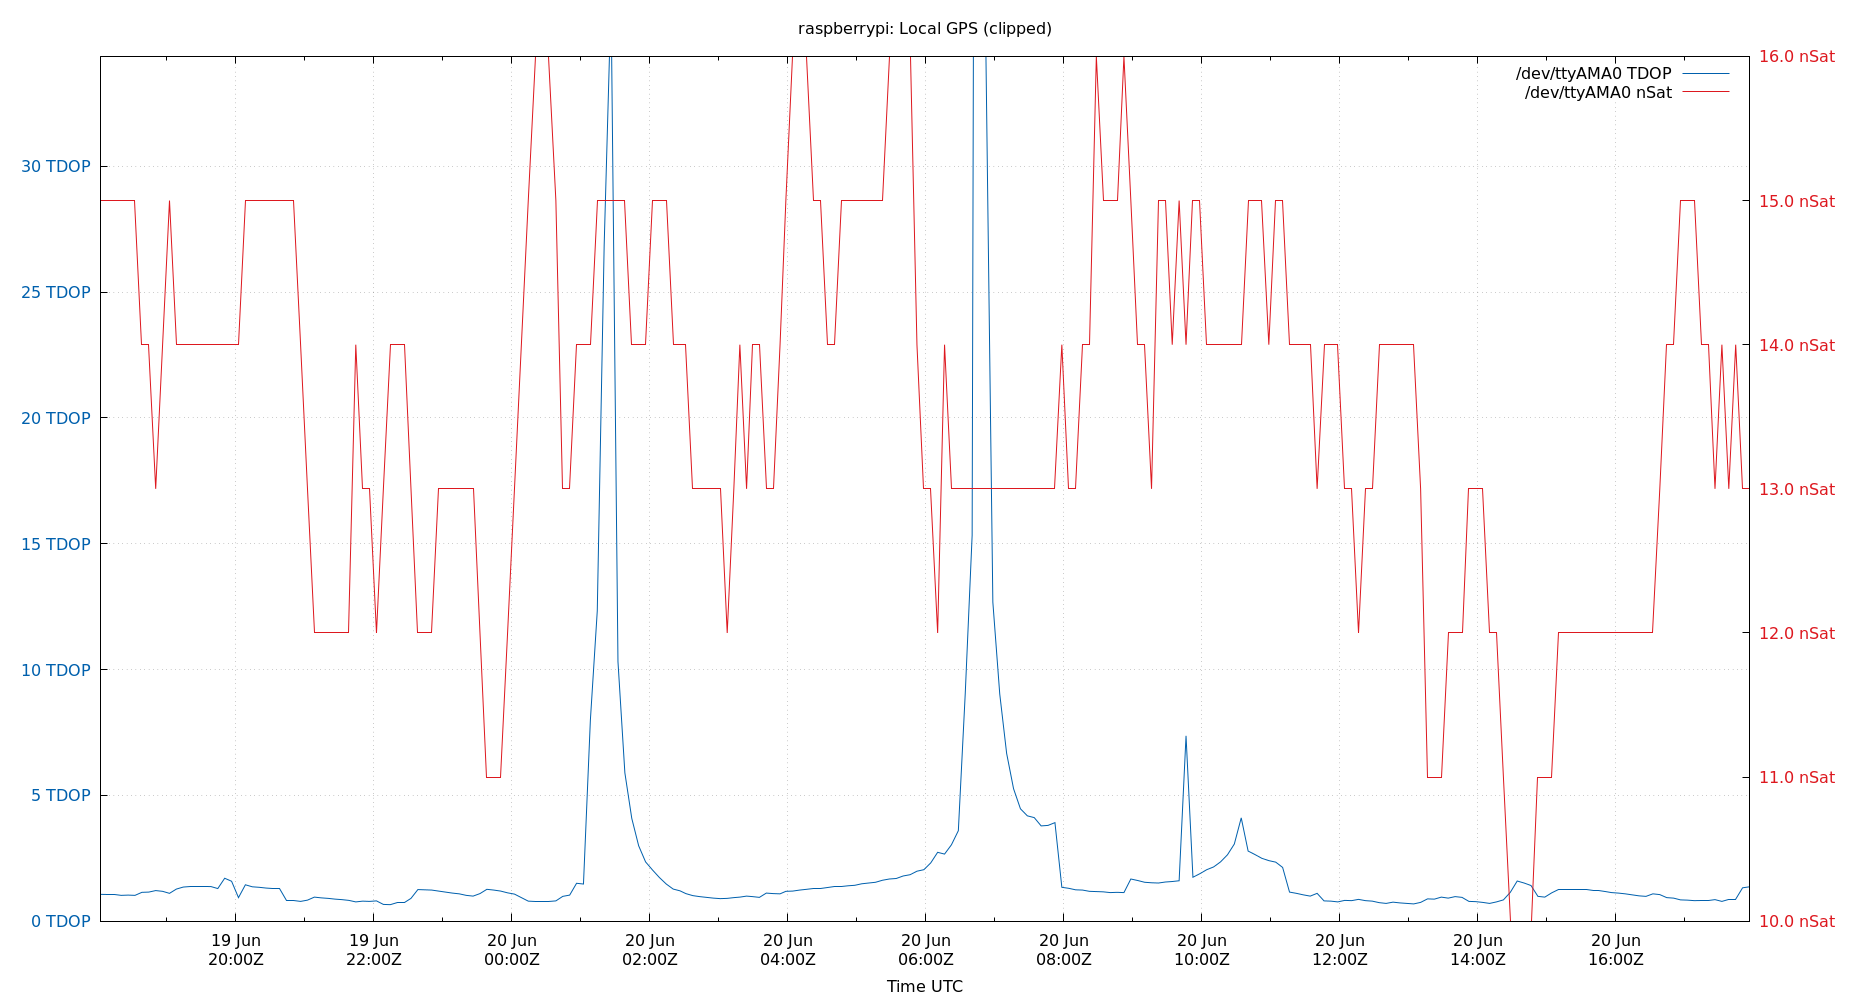 raspberrypi: Local GPS (clipped)
/dev/ttyAMA0 TDOP
/dev/ttyAMA0 nSat
30 TDOP
25 TDOP
20 TDOP
15 TDOP
10 TDOP
5 TDOP
0 TDOP
16.0 nSat
15.0 nSat
14.0 nSat
13.0 nSat
12.0 nSat
11.0 nSat
10.0 nSat
19 Jun
20:00Z
19 Jun
22:00Z
20 Jun
00:00Z
20 Jun
02:00Z
20 Jun
04:00Z
20 Jun
06:00Z
20 Jun
08:00Z
20 Jun
10:00Z
20 Jun
12:00Z
20 Jun
14:00Z
20 Jun
16:00Z
Time UTC